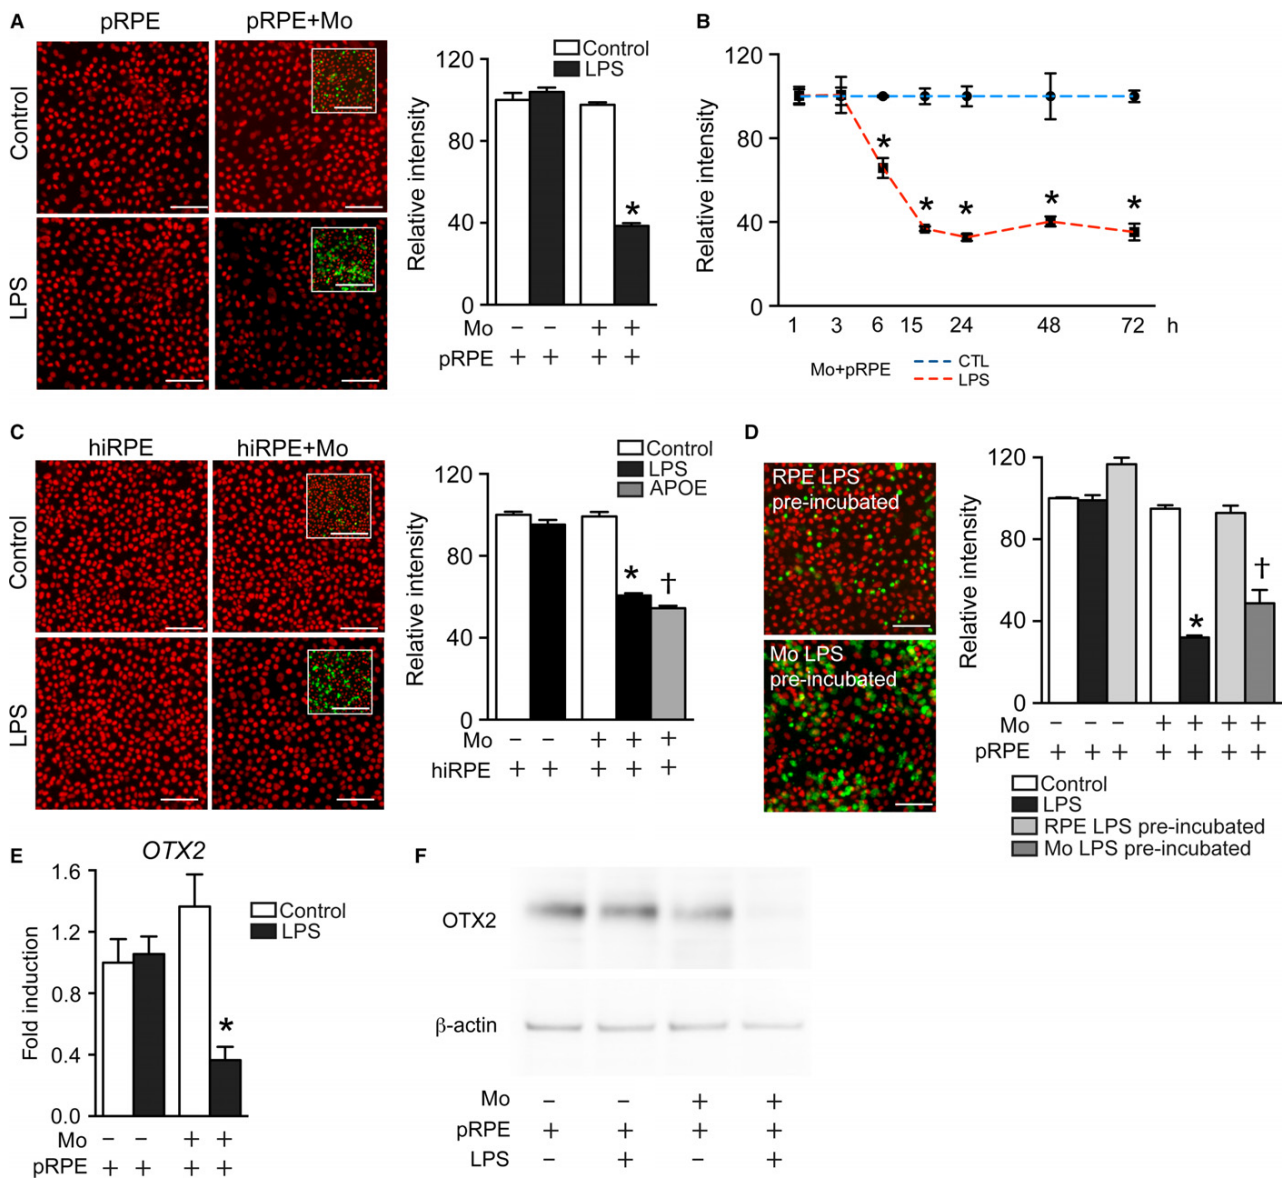 A
pRPE
pRPE+Mo
Control
LPS
Relative intensity
120
80
40
0
Control
LPS
*
Mo − − + +
pRPE + + + +
B
Relative intensity
120
80
40
0
* * * * *
1 3 6 15 24 48 72 h
Mo+pRPE
CTL
LPS
C
hiRPE
hiRPE+Mo
Control
LPS
Relative intensity
120
80
40
0
Control
LPS
APOE
* †
Mo − − + + +
hiRPE + + + + +
D
RPE LPS
pre-incubated
Mo LPS
pre-incubated
Relative intensity
120
80
40
0
* †
Mo − − − + + + +
pRPE + + + + + + +
Control
LPS
RPE LPS pre-incubated
Mo LPS pre-incubated
E
OTX2
Fold induction
1.6
1.2
0.8
0.4
0.0
Control
LPS
*
Mo − − + +
pRPE + + + +
F
OTX2
β-actin
Mo − − + +
pRPE + + + +
LPS − + − +